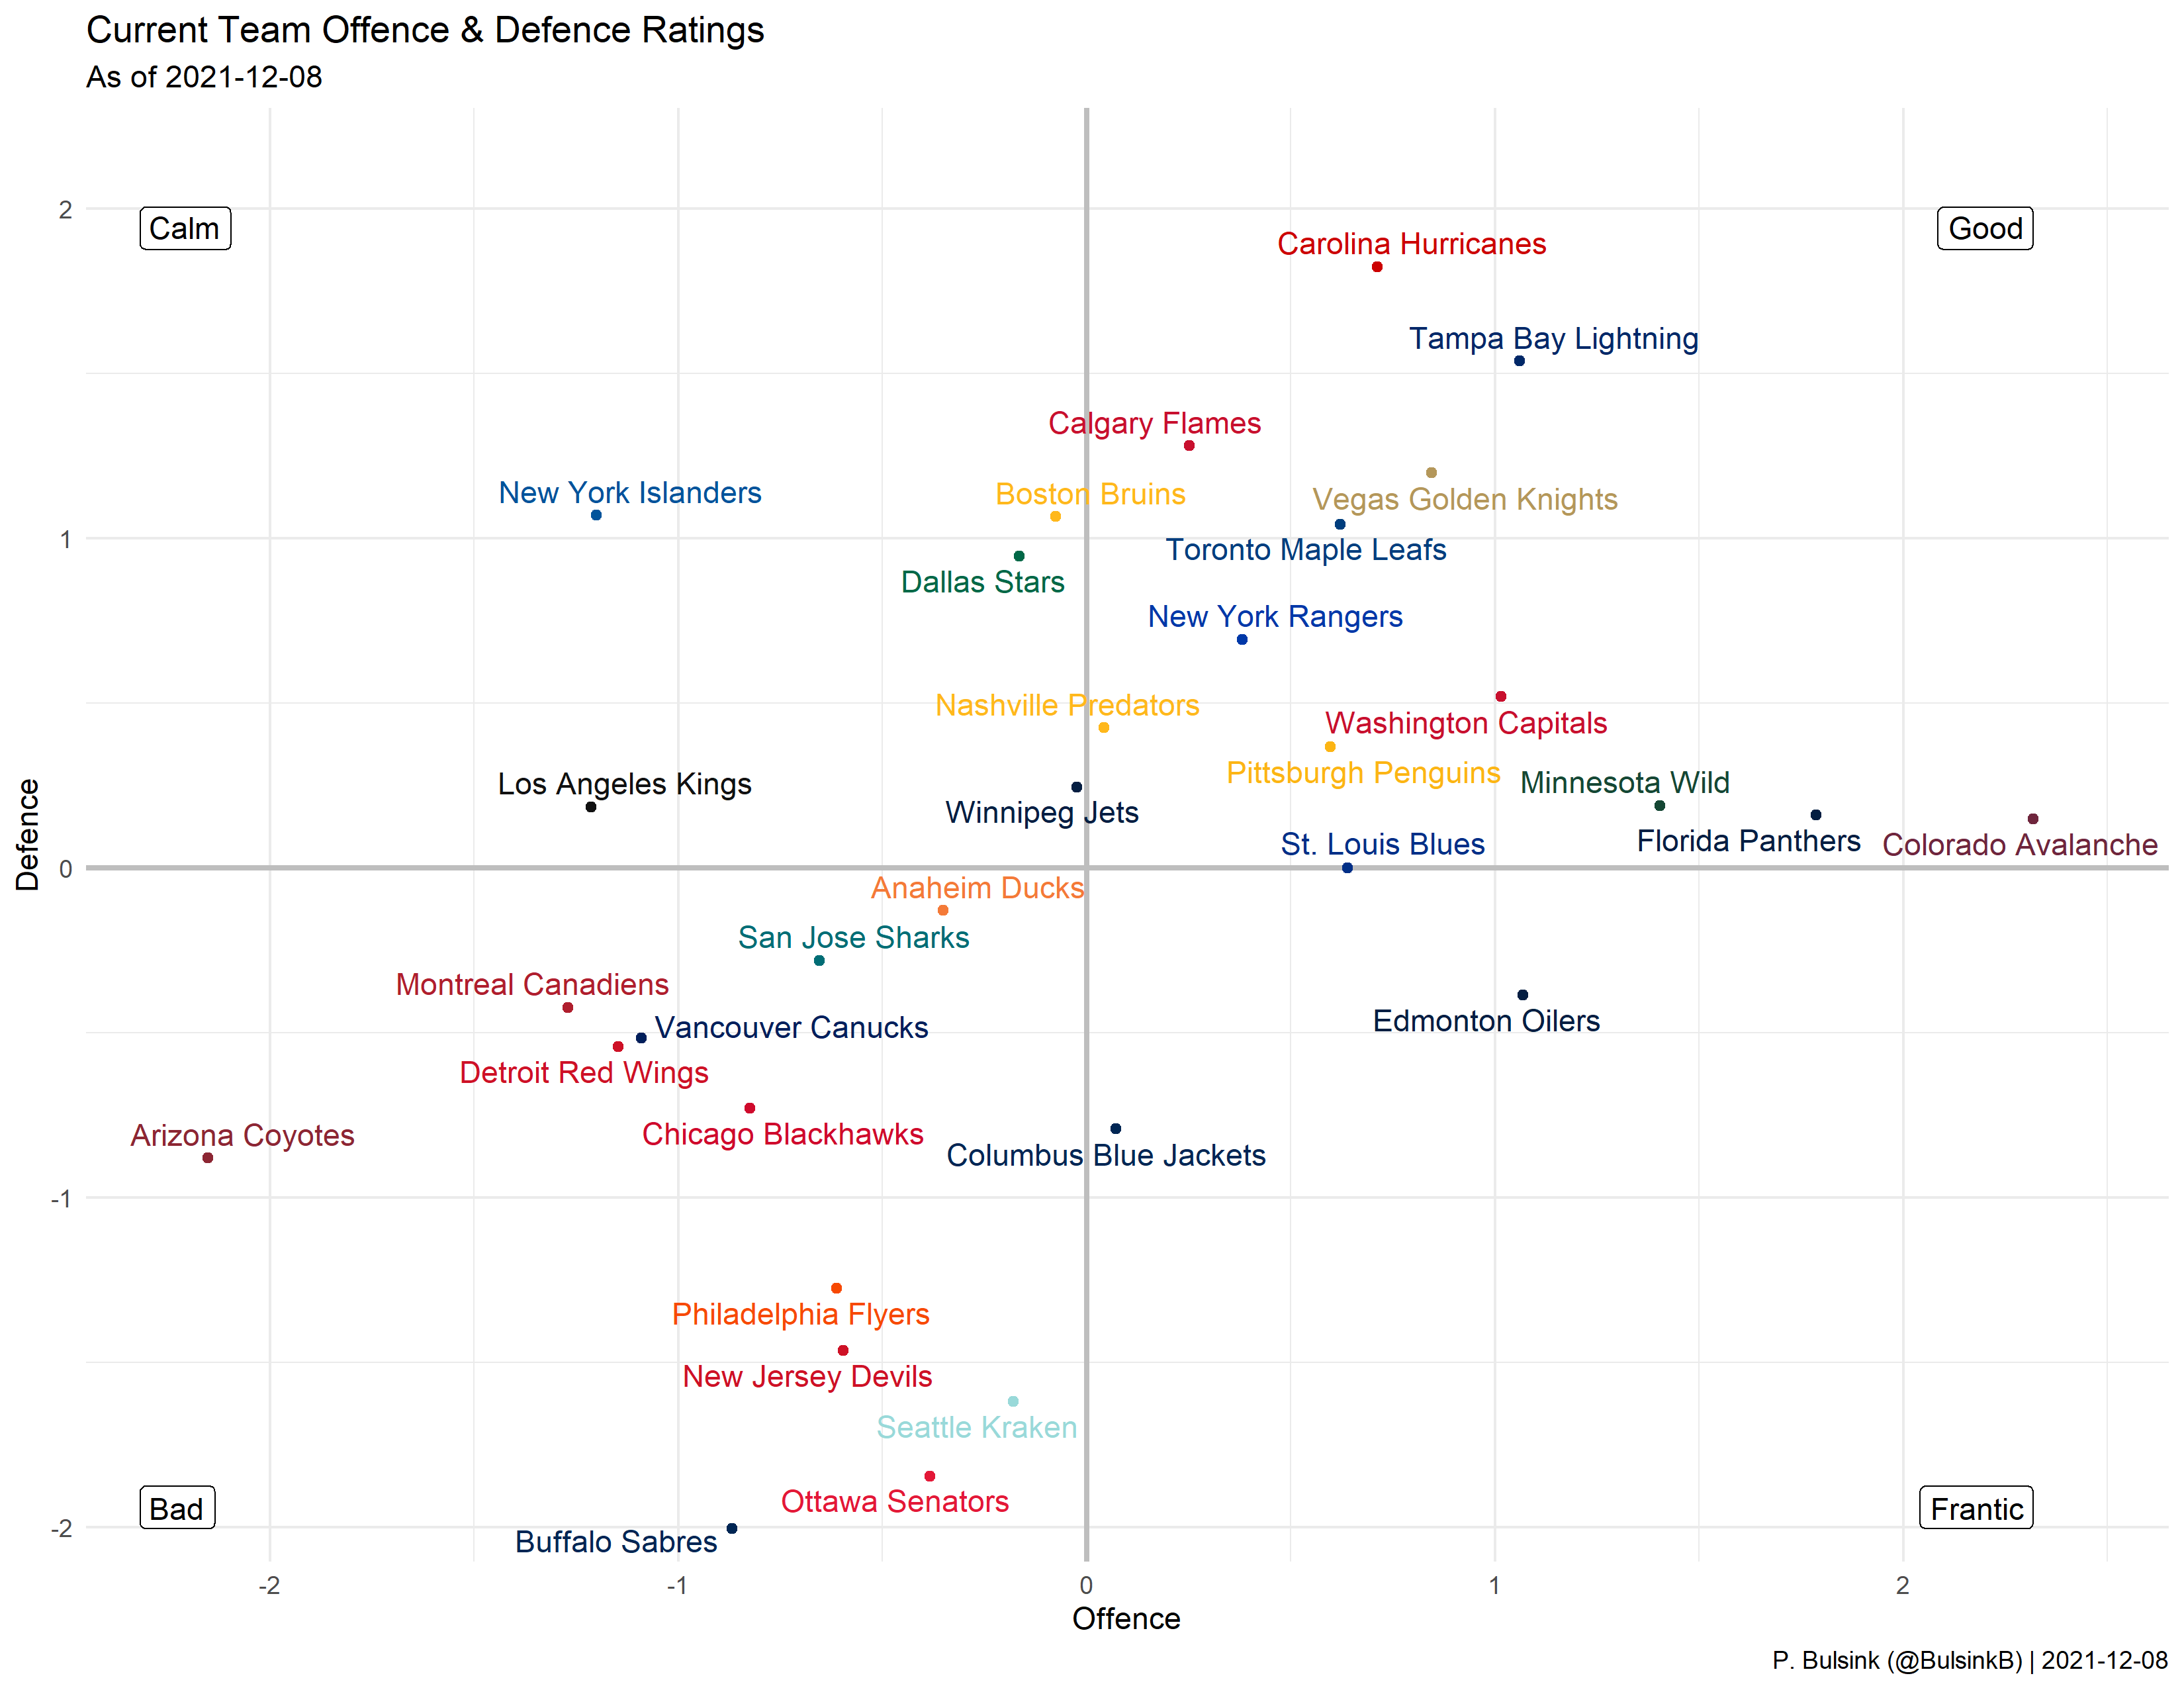 Current Team Offence & Defence Ratings
As of 2021-12-08
2
Calm
Good
Carolina Hurricanes
Tampa Bay Lightning
Calgary Flames
New York Islanders
Boston Bruins
Vegas Golden Knights
1
Toronto Maple Leafs
Dallas Stars
New York Rangers
Nashville Predators
Washington Capitals
Pittsburgh Penguins
Los Angeles Kings
Minnesota Wild
Winnipeg Jets
Defence
St. Louis Blues
Florida Panthers
Colorado Avalanche
0
Anaheim Ducks
San Jose Sharks
Montreal Canadiens
Vancouver Canucks
Edmonton Oilers
Detroit Red Wings
Arizona Coyotes
Chicago Blackhawks
Columbus Blue Jackets
-1
Philadelphia Flyers
New Jersey Devils
Seattle Kraken
Ottawa Senators
Bad
Frantic
-2
Buffalo Sabres
-2 -1 0 1 2
Offence
P. Bulsink (@BulsinkB) | 2021-12-08